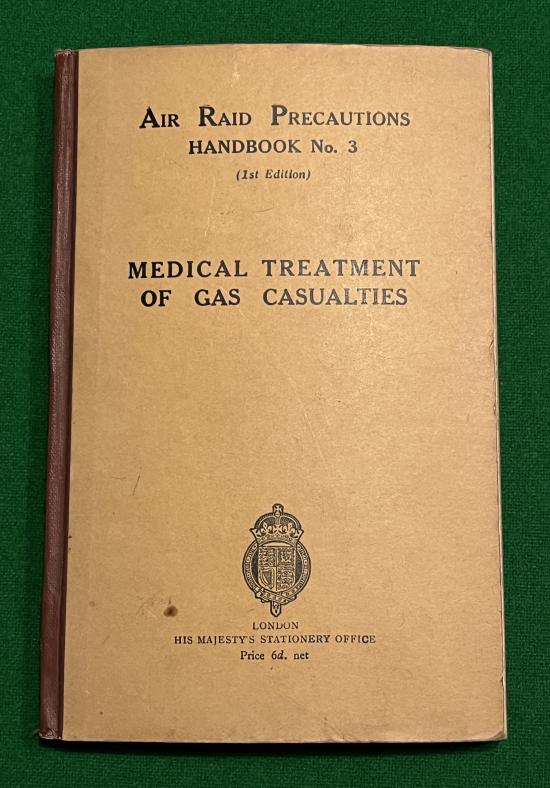 AIR RAID PRECAUTIONS
HANDBOOK No. 3
(1st Edition)
MEDICAL TREATMENT
OF GAS CASUALTIES
LONDON
HIS MAJESTY'S STATIONERY OFFICE
Price 6d. net